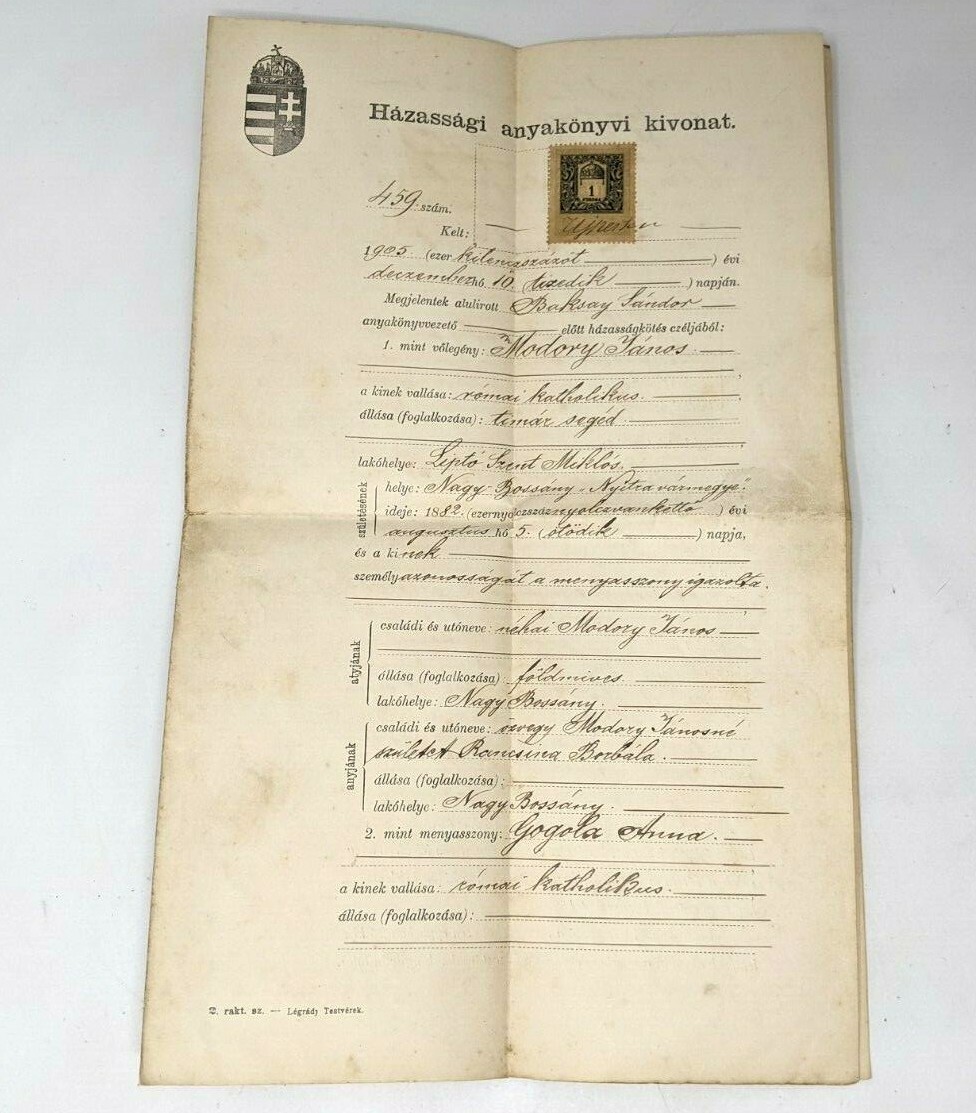 Házassági anyakönyvi kivonat.
1
KORONA
459. szám.
Kelt: Ujpesten
1905. (ezer kilenczszázöt) évi
deczember hó 10. (tizedik) napján.
Megjelentek alulirott Baksay Sándor
anyakönyvvezető előtt házasságkötés czéljából:
1. mint vőlegény: Modory János.
a kinek vallása: római katholikus.
állása (foglalkozása): timár segéd
lakóhelye: Liptó Szent Miklós.
születésének
helye: Nagy-Bossány „Nyitra vármegye"
ideje: 1882. (ezernyolczszáznyolczvankettő) évi
augusztus hó 5. (ötödik) napja,
és a kinek
személyazonosságát a menyasszony igazolta.
atyjának
családi és utóneve: néhai Modory János
állása (foglalkozása) földmives.
lakóhelye: Nagy Bossány.
anyjának
családi és utóneve: özvegy Modory Jánosné
született Rancsina Borbála.
állása (foglalkozása):
lakóhelye: Nagy Bossány.
2. mint menyasszony: Gogola Anna.
a kinek vallása: római katholikus.
állása (foglalkozása):
2. rakt. sz. — Légrády Testvérek.